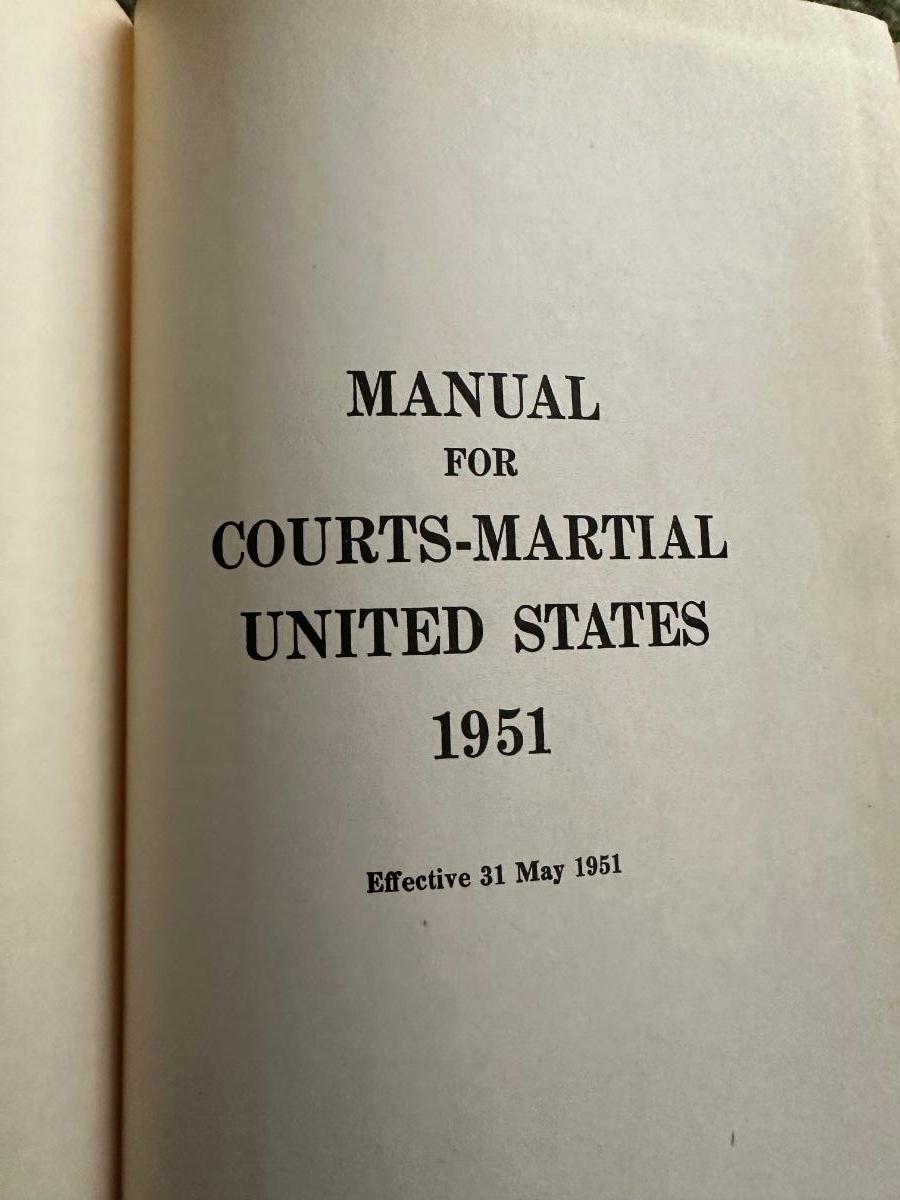 MANUAL
FOR
COURTS-MARTIAL
UNITED STATES
1951
Effective 31 May 1951